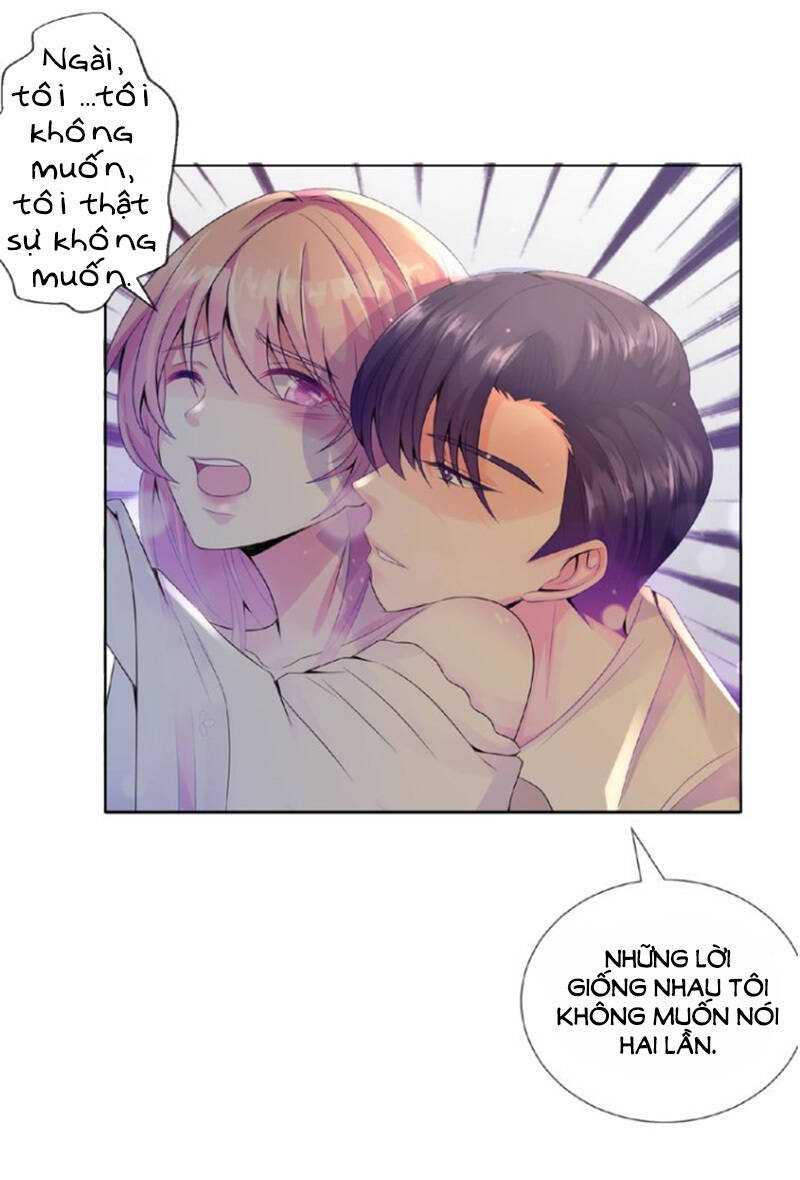 Ngài,
tôi ...tôi
không
muốn,
tôi thật
sự không
muốn.
NHỮNG LỜI
GIỐNG NHAU TÔI
KHÔNG MUỐN NÓI
HAI LẦN.